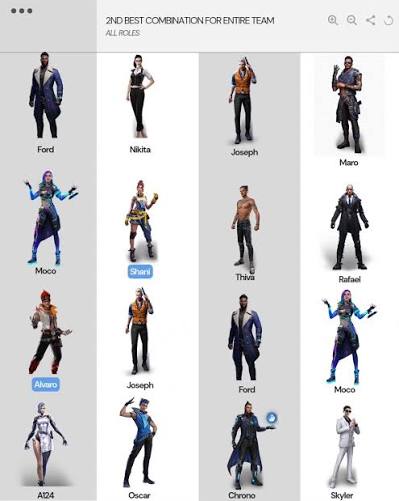 2ND BEST COMBINATION FOR ENTIRE TEAM
ALL ROLES
Ford
Nikita
Joseph
Maro
Moco
Shani
Thiva
Rafael
Alvaro
Joseph
Ford
Moco
A124
Oscar
Chrono
Skyler